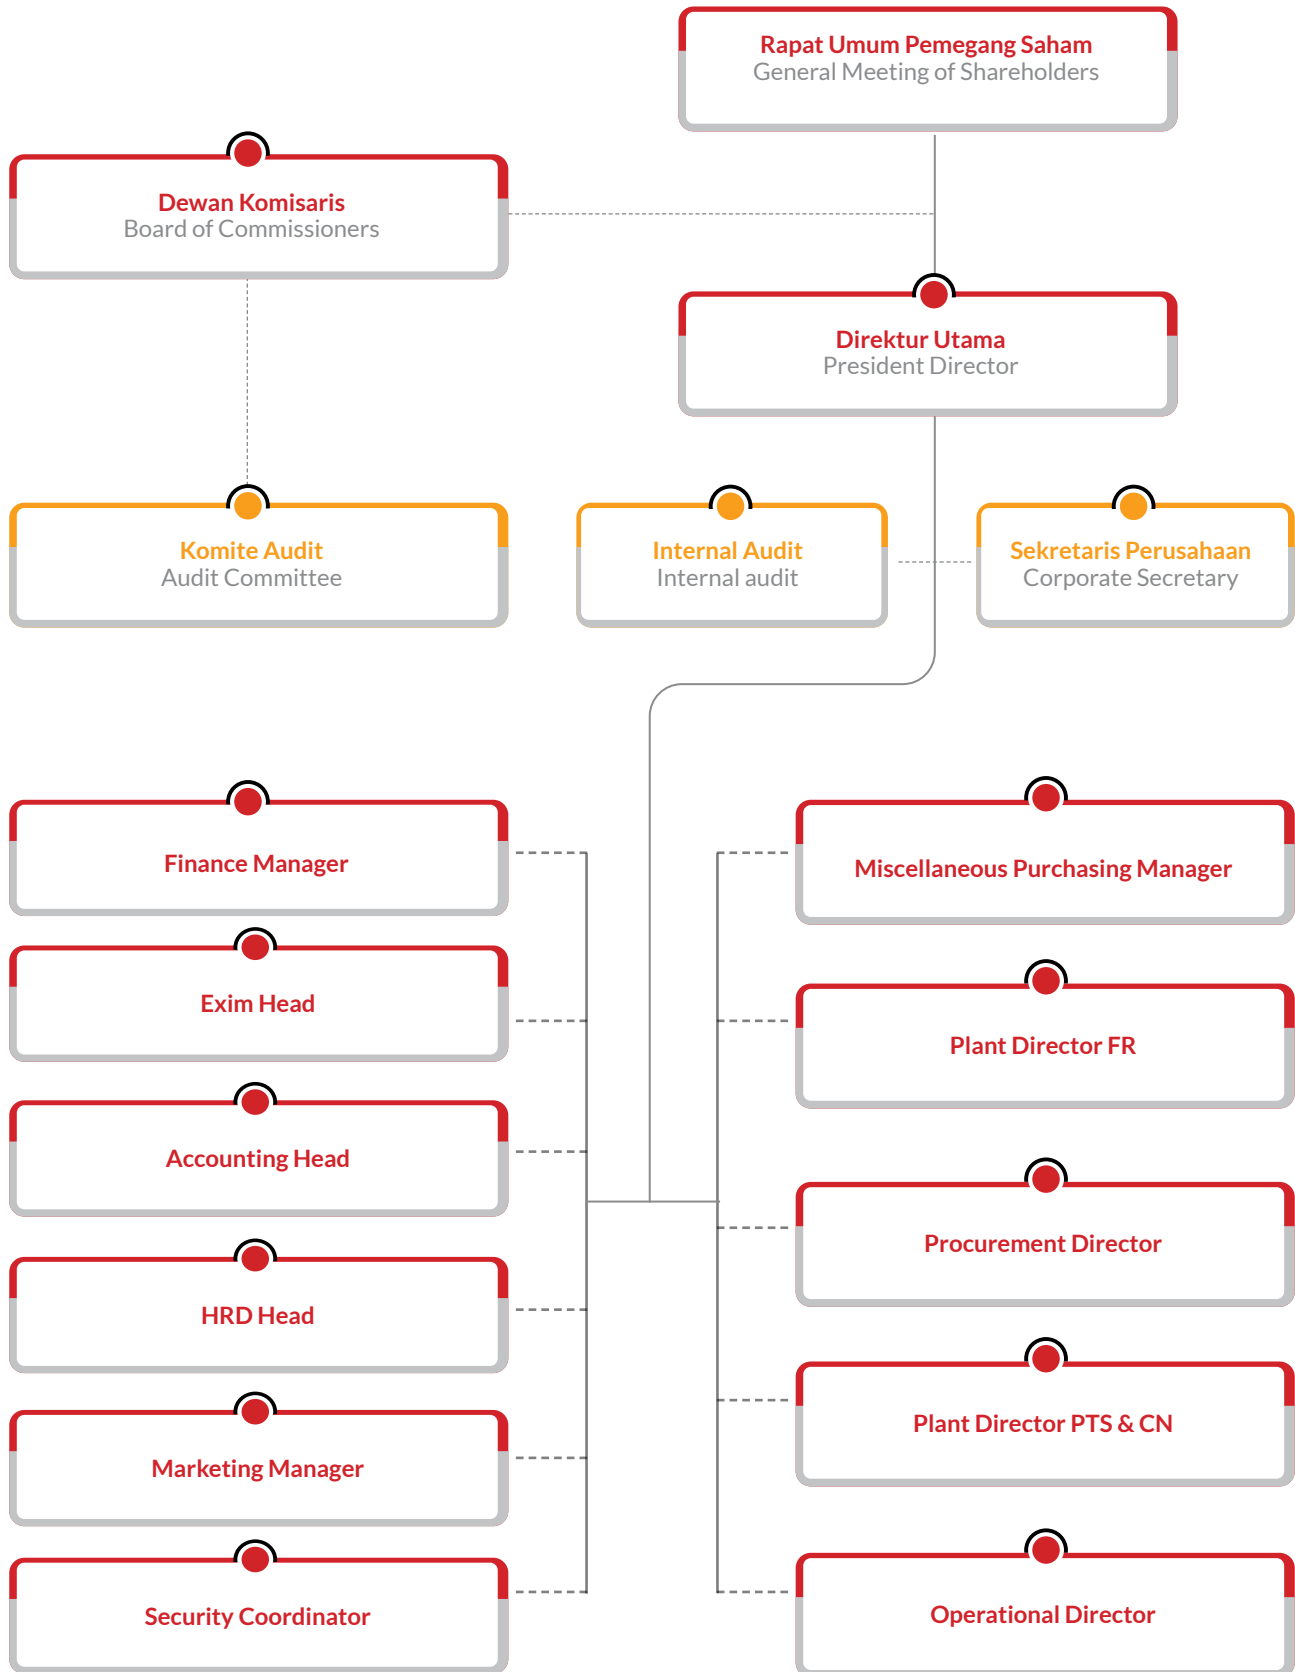 Rapat Umum Pemegang Saham
General Meeting of Shareholders
Dewan Komisaris
Board of Commissioners
Direktur Utama
President Director
Komite Audit
Audit Committee
Internal Audit
Internal audit
Sekretaris Perusahaan
Corporate Secretary
Finance Manager
Exim Head
Accounting Head
HRD Head
Marketing Manager
Security Coordinator
Miscellaneous Purchasing Manager
Plant Director FR
Procurement Director
Plant Director PTS & CN
Operational Director